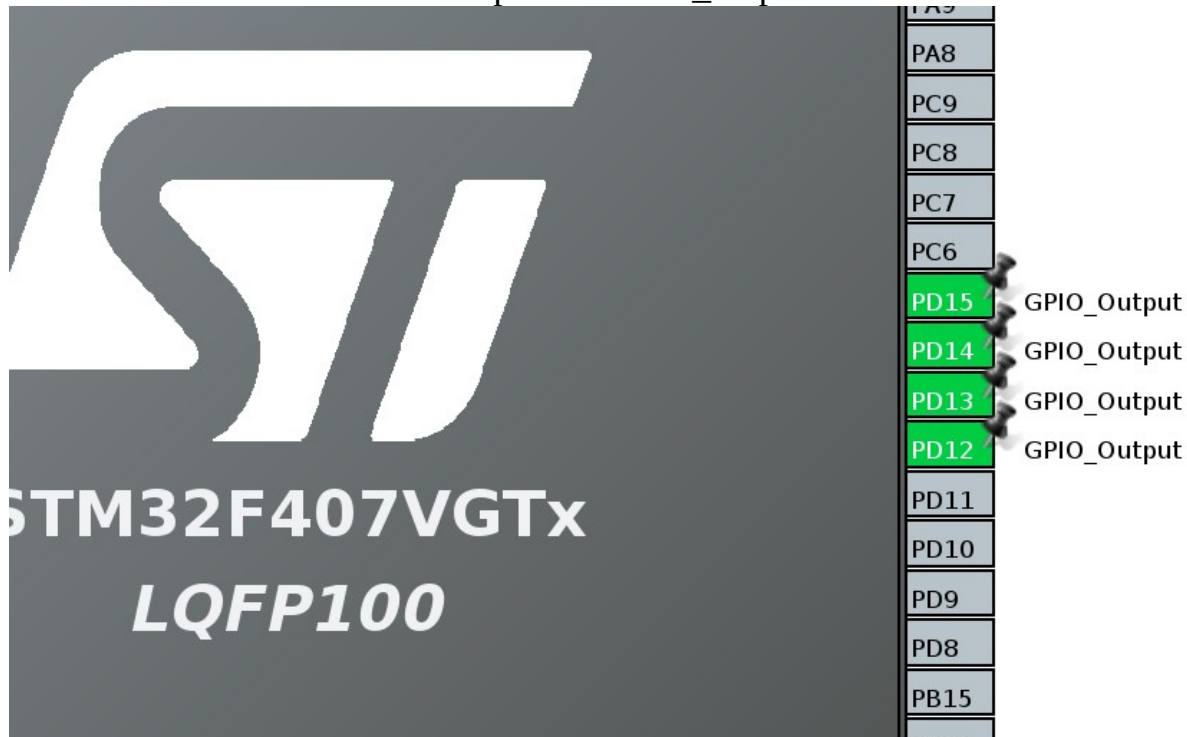 PA9
PA8
PC9
PC8
PC7
PC6
PD15 GPIO_Output
PD14 GPIO_Output
PD13 GPIO_Output
PD12 GPIO_Output
PD11
PD10
PD9
PD8
PB15
STM32F407VGTx
LQFP100